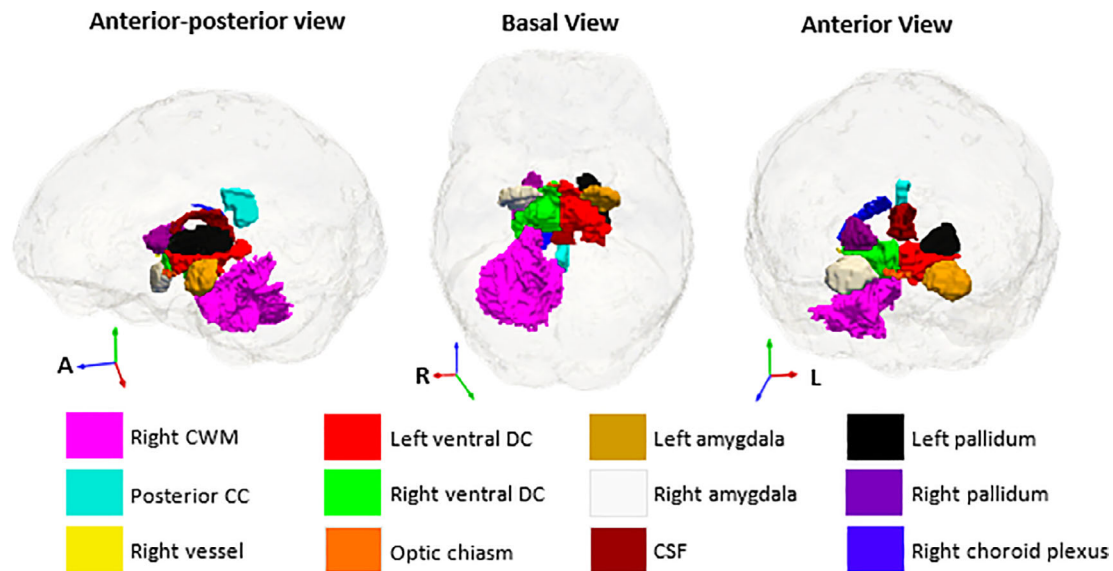 Anterior-posterior view
Basal View
Anterior View
A
R
L
Right CWM
Left ventral DC
Left amygdala
Left pallidum
Posterior CC
Right ventral DC
Right amygdala
Right pallidum
Right vessel
Optic chiasm
CSF
Right choroid plexus